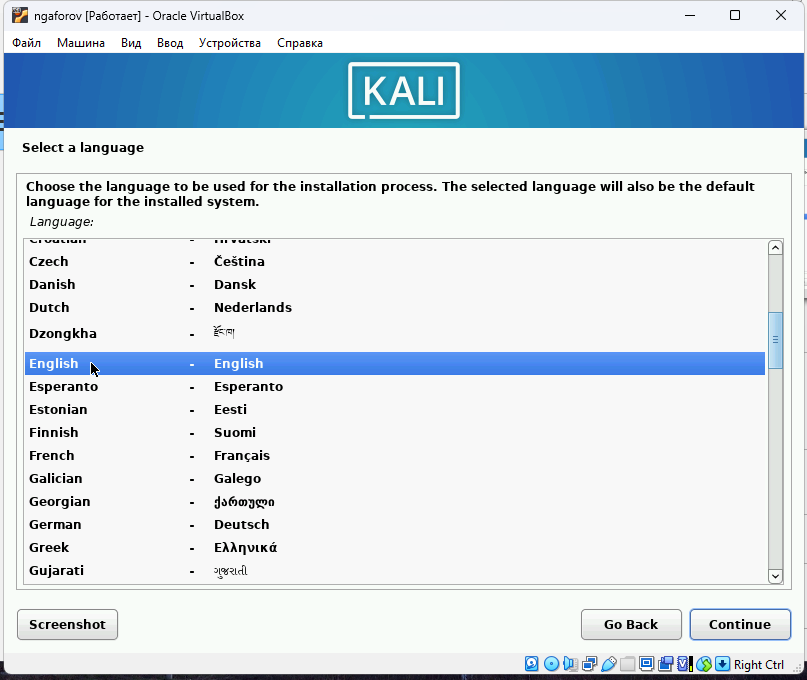 ngaforov [Работает] - Oracle VirtualBox
Файл Машина Вид Ввод Устройства Справка
KALI
Select a language
Choose the language to be used for the installation process. The selected language will also be the default
language for the installed system.
Language:
Croatian - Hrvatski
Czech - Čeština
Danish - Dansk
Dutch - Nederlands
Dzongkha - རྫོང་ཁ།
English - English
Esperanto - Esperanto
Estonian - Eesti
Finnish - Suomi
French - Français
Galician - Galego
Georgian - ქართული
German - Deutsch
Greek - Ελληνικά
Gujarati - ગુજરાતી
Screenshot Go Back Continue
Right Ctrl